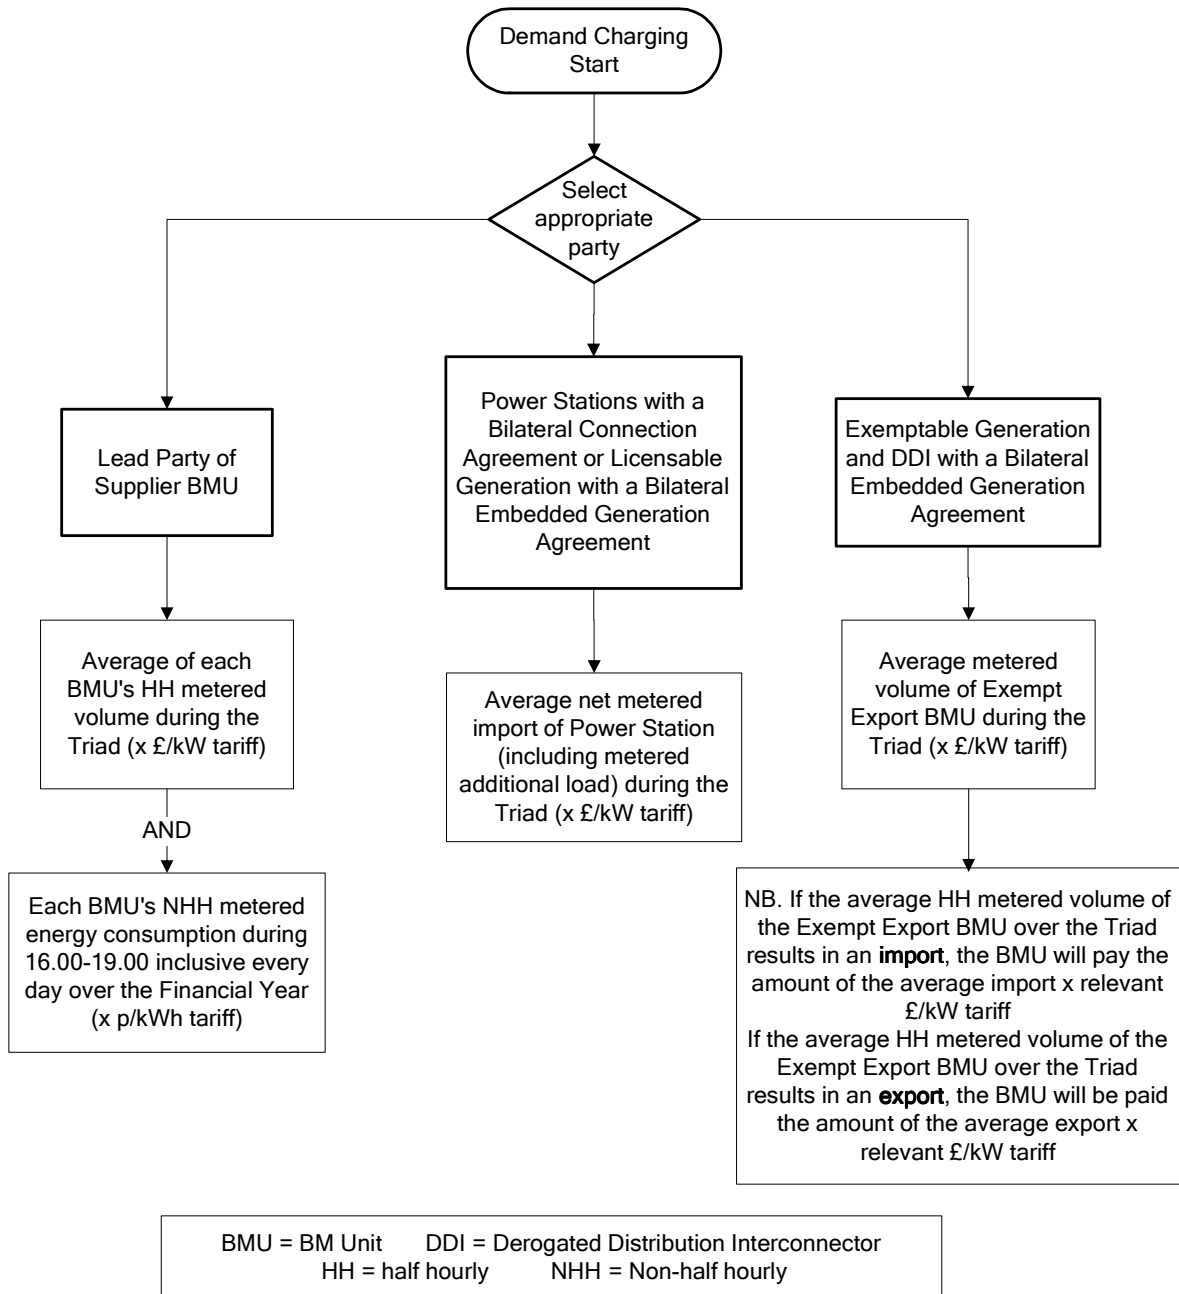 Demand Charging
Start
Select
appropriate
party
Lead Party of
Supplier BMU
Power Stations with a
Bilateral Connection
Agreement or Licensable
Generation with a Bilateral
Embedded Generation
Agreement
Exemptable Generation
and DDI with a Bilateral
Embedded Generation
Agreement
Average of each
BMU's HH metered
volume during the
Triad (x £/kW tariff)
AND
Each BMU's NHH metered
energy consumption during
16.00-19.00 inclusive every
day over the Financial Year
(x p/kWh tariff)
Average net metered
import of Power Station
(including metered
additional load) during the
Triad (x £/kW tariff)
Average metered
volume of Exempt
Export BMU during the
Triad (x £/kW tariff)
NB. If the average HH metered volume of
the Exempt Export BMU over the Triad
results in an import, the BMU will pay the
amount of the average import x relevant
£/kW tariff
If the average HH metered volume of the
Exempt Export BMU over the Triad
results in an export, the BMU will be paid
the amount of the average export x
relevant £/kW tariff
BMU = BM Unit DDI = Derogated Distribution Interconnector
HH = half hourly NHH = Non-half hourly